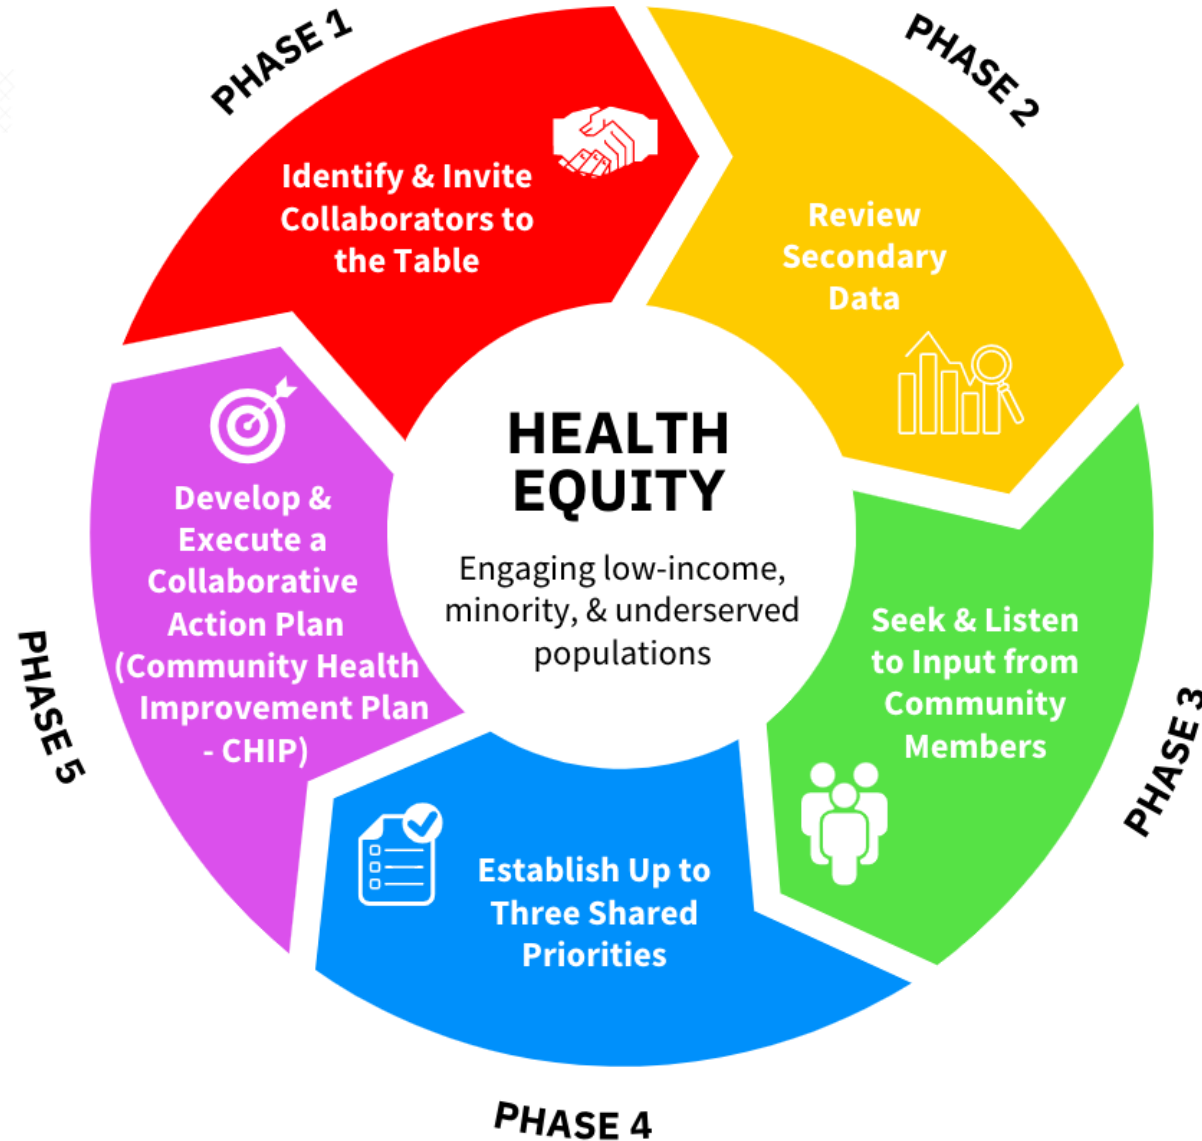 PHASE 1
Identify & Invite
Collaborators to
the Table
PHASE 2
Review
Secondary
Data
PHASE 3
Seek & Listen
to Input from
Community
Members
PHASE 4
Establish Up to
Three Shared
Priorities
PHASE 5
Develop &
Execute a
Collaborative
Action Plan
(Community Health
Improvement Plan
- CHIP)
HEALTH
EQUITY
Engaging low-income,
minority, & underserved
populations